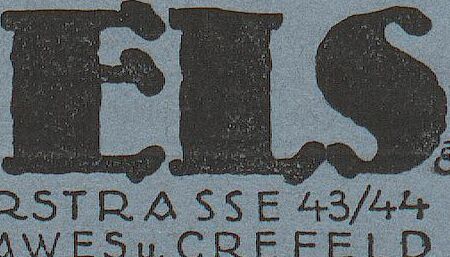 ELS
RSTRASSE 43/44
AWES u. CREFELD